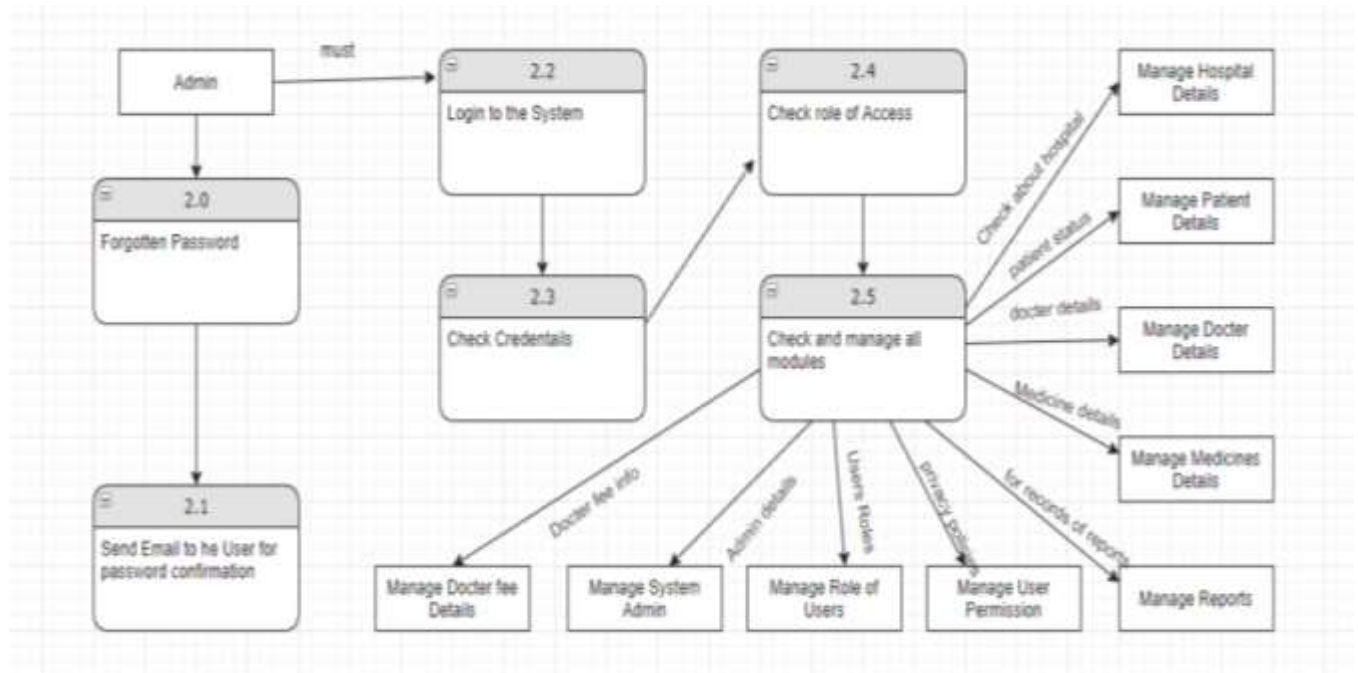 must
Admin
2.2
Login to the System
2.4
Check role of Access
Manage Hospital
Details
Check about hospital
2.0
Forgotten Password
Manage Patient
Details
patient status
2.3
Check Credentails
2.5
Check and manage all
modules
docter details
Manage Docter
Details
Medicine details
Manage Medicines
Details
2.1
Send Email to he User for
password confirmation
Docter fee info
Admin details
Users Roles
privacy policies
for records of reports
Manage Docter fee
Details
Manage System
Admin
Manage Role of
Users
Manage User
Permission
Manage Reports